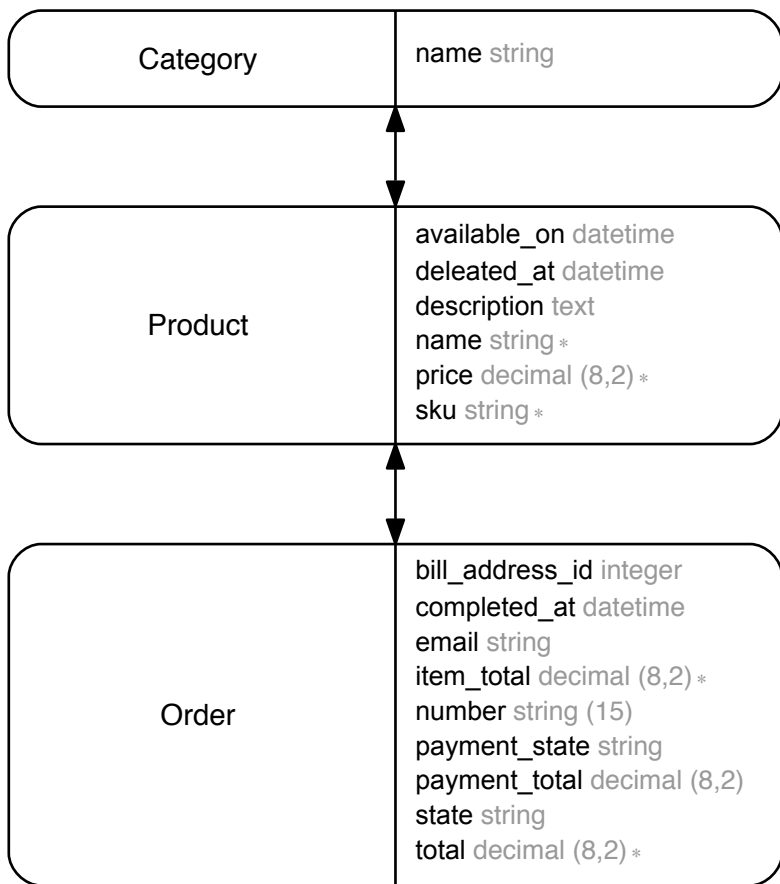 Category
name string
Product
available_on datetime
deleated_at datetime
description text
name string *
price decimal (8,2) *
sku string *
Order
bill_address_id integer
completed_at datetime
email string
item_total decimal (8,2) *
number string (15)
payment_state string
payment_total decimal (8,2)
state string
total decimal (8,2) *